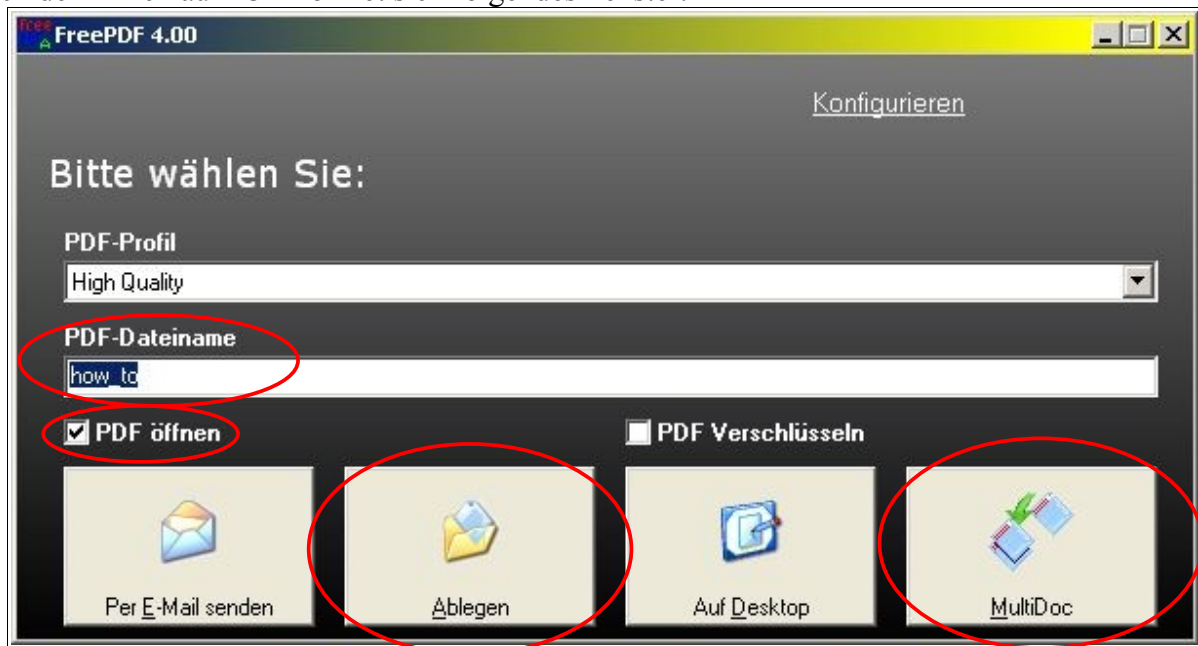 FreePDF 4.00
Konfigurieren
Bitte wählen Sie:
PDF-Profil
High Quality
PDF-Dateiname
how_to
PDF öffnen
PDF Verschlüsseln
Per E-Mail senden
Ablegen
Auf Desktop
MultiDoc